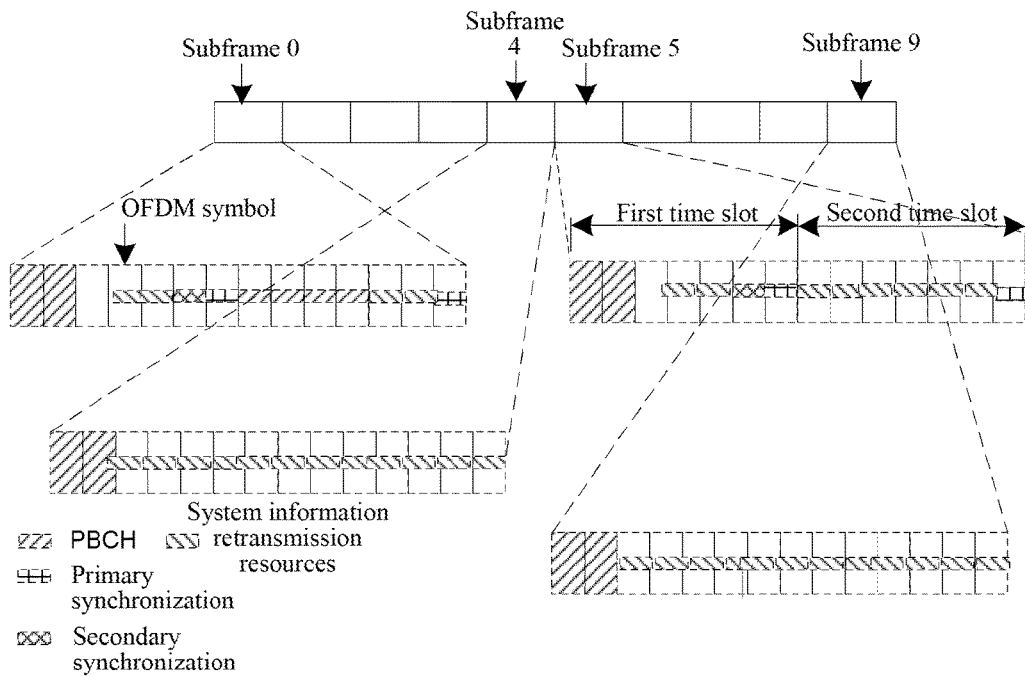 Subframe 0
Subframe
4
Subframe 5
Subframe 9
OFDM symbol
First time slot
Second time slot
System information
retransmission
resources
PBCH
Primary
synchronization
Secondary
synchronization